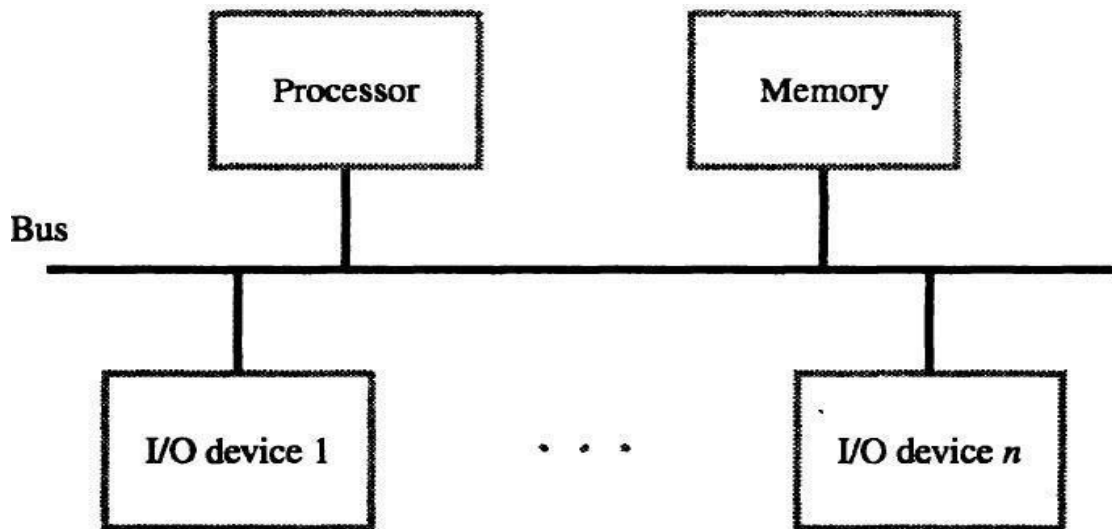 Processor
Memory
Bus
I/O device 1
. . .
I/O device n